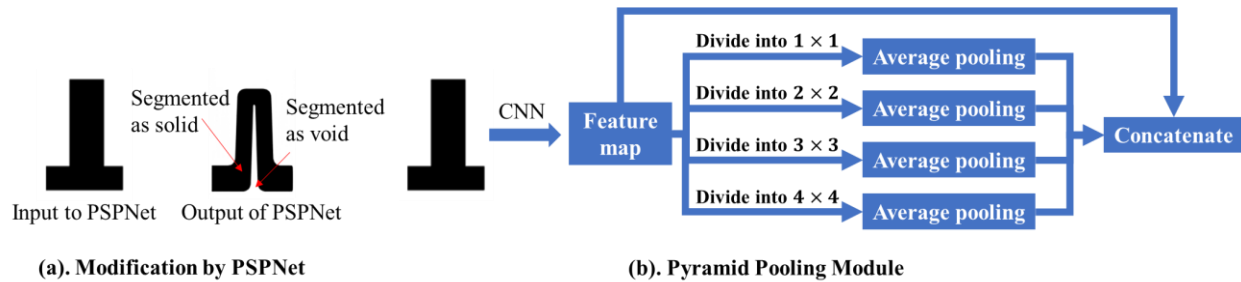 Segmented
as solid
Segmented
as void
Input to PSPNet
Output of PSPNet
(a). Modification by PSPNet
CNN
Feature
map
Divide into 1 × 1
Average pooling
Divide into 2 × 2
Average pooling
Divide into 3 × 3
Average pooling
Divide into 4 × 4
Average pooling
Concatenate
(b). Pyramid Pooling Module